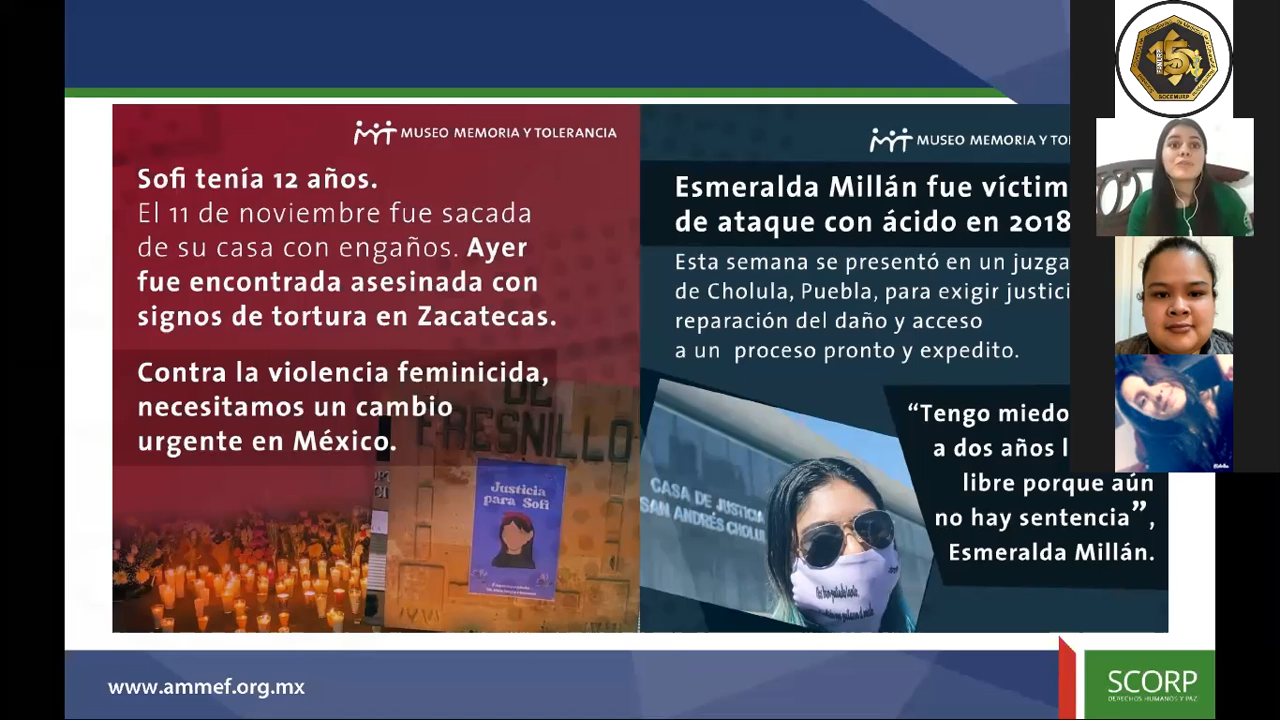 MUSEO MEMORIA Y TOLERANCIA
Sofi tenía 12 años.
El 11 de noviembre fue sacada
de su casa con engaños. Ayer
fue encontrada asesinada con
signos de tortura en Zacatecas.
Contra la violencia feminicida,
necesitamos un cambio
urgente en México.
DE
FRESNILLO
Justicia
para Sofi
MUSEO MEMORIA Y TOL
Esmeralda Millán fue víctim
de ataque con ácido en 2018
Esta semana se presentó en un juzga
de Cholula, Puebla, para exigir justici
reparación del daño y acceso
a un proceso pronto y expedito.
“Tengo miedo
a dos años l
libre porque aún
no hay sentencia”,
Esmeralda Millán.
CASA DE JUSTICIA
SAN ANDRÉS CHOLUL
15
www.ammef.org.mx
SCORP
DERECHOS HUMANOS Y PAZ